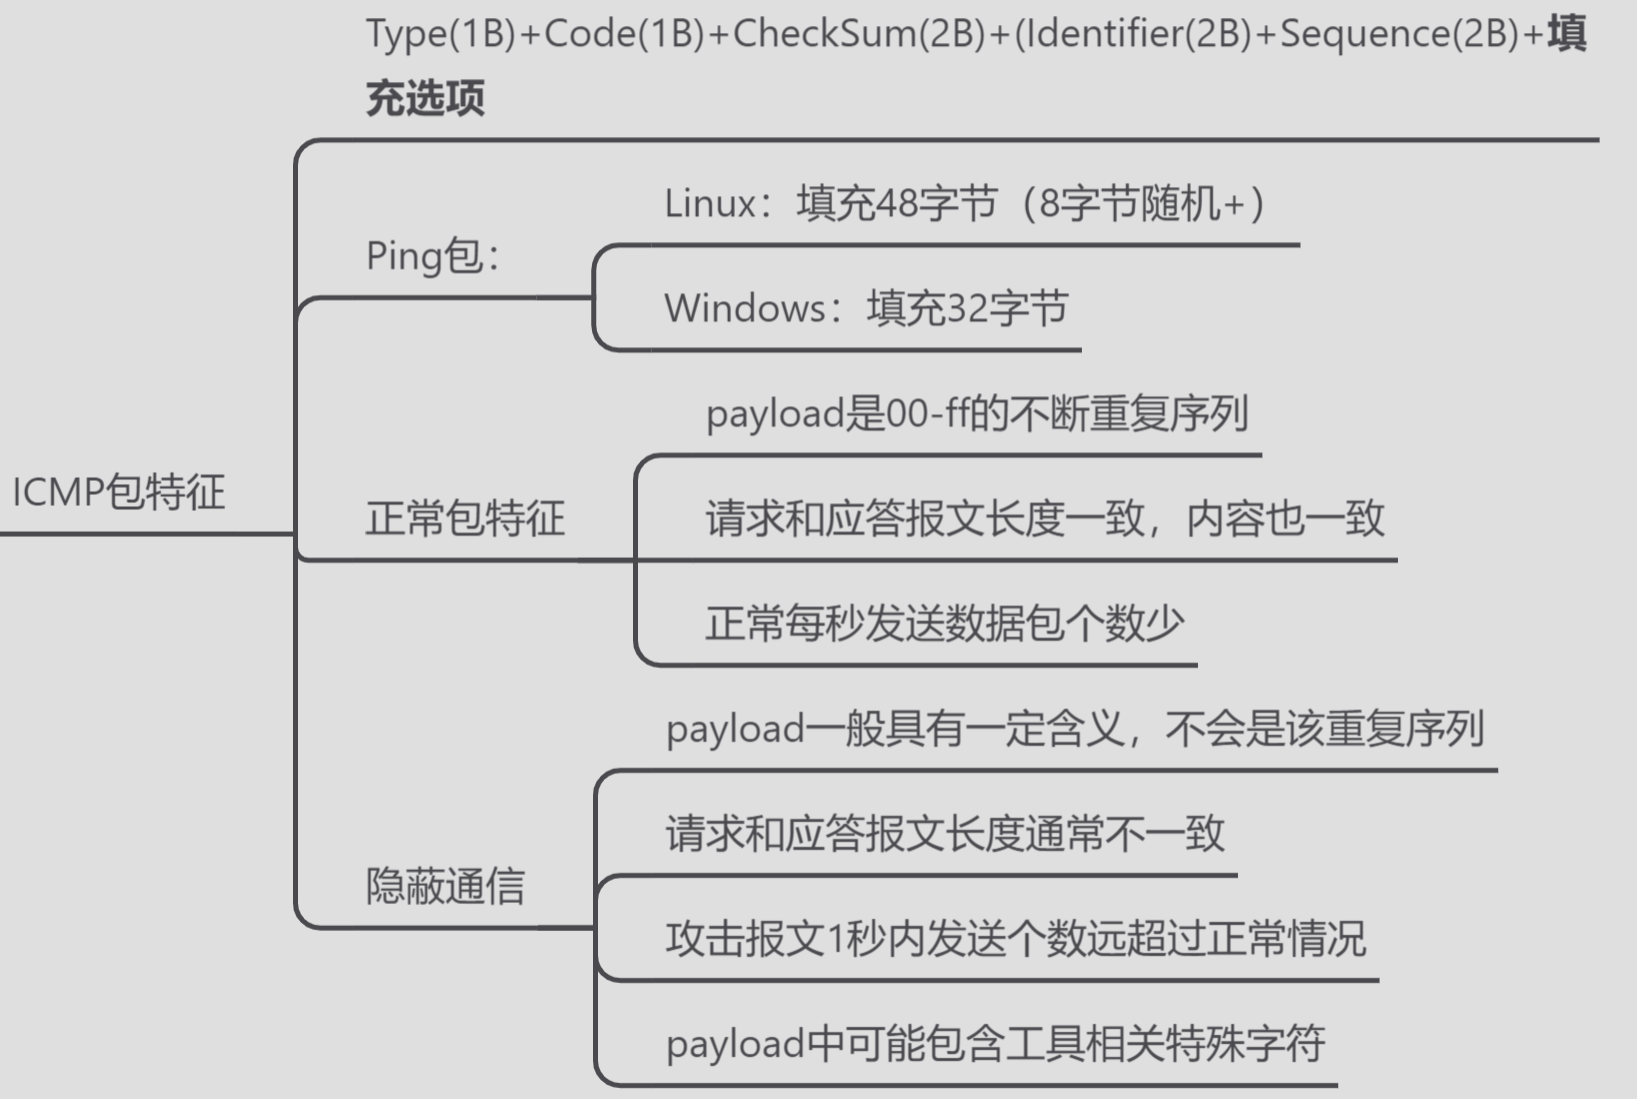 Type(1B)+Code(1B)+CheckSum(2B)+(Identifier(2B)+Sequence(2B)+填
充选项
Linux：填充48字节（8字节随机+）
Ping包：
Windows：填充32字节
payload是00-ff的不断重复序列
ICMP包特征
正常包特征
请求和应答报文长度一致，内容也一致
正常每秒发送数据包个数少
payload一般具有一定含义，不会是该重复序列
请求和应答报文长度通常不一致
隐蔽通信
攻击报文1秒内发送个数远超过正常情况
payload中可能包含工具相关特殊字符